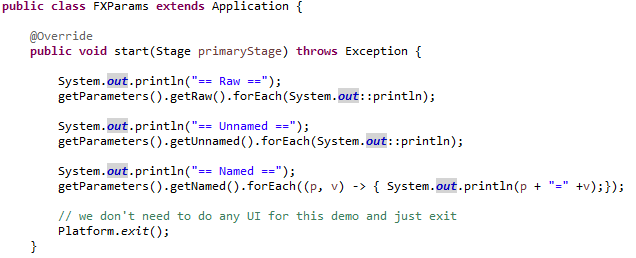 public class FXParams extends Application {
@Override
public void start(Stage primaryStage) throws Exception {
System.out.println("== Raw ==");
getParameters().getRaw().forEach(System.out::println);
System.out.println("== Unnamed ==");
getParameters().getUnnamed().forEach(System.out::println);
System.out.println("== Named ==");
getParameters().getNamed().forEach((p, v) -> { System.out.println(p + "=" +v);});
// we don't need to do any UI for this demo and just exit
Platform.exit();
}